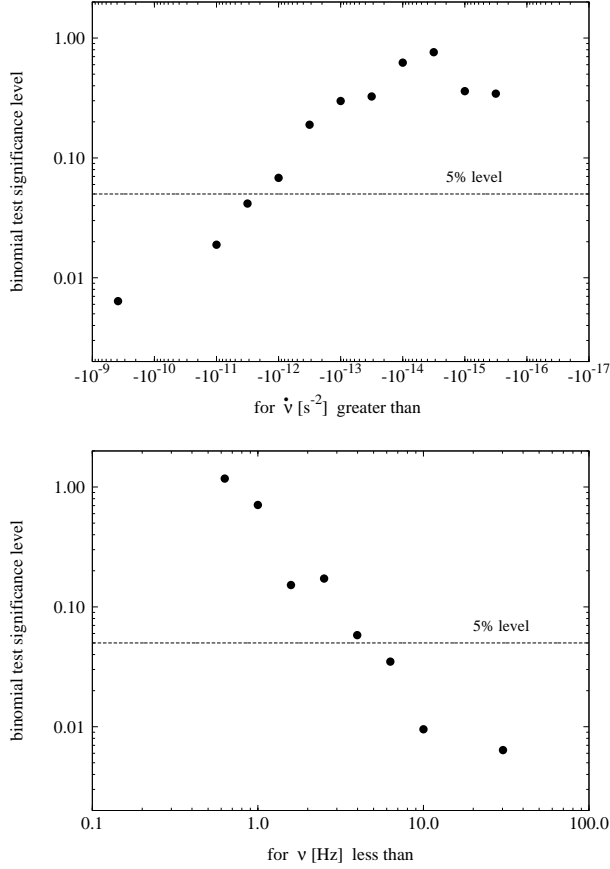 1.00
0.10
0.01
binomial test significance level
5% level
-10^-9 -10^-10 -10^-11 -10^-12 -10^-13 -10^-14 -10^-15 -10^-16 -10^-17
for ν̇ [s^-2] greater than
1.00
0.10
0.01
binomial test significance level
5% level
0.1 1.0 10.0 100.0
for ν [Hz] less than